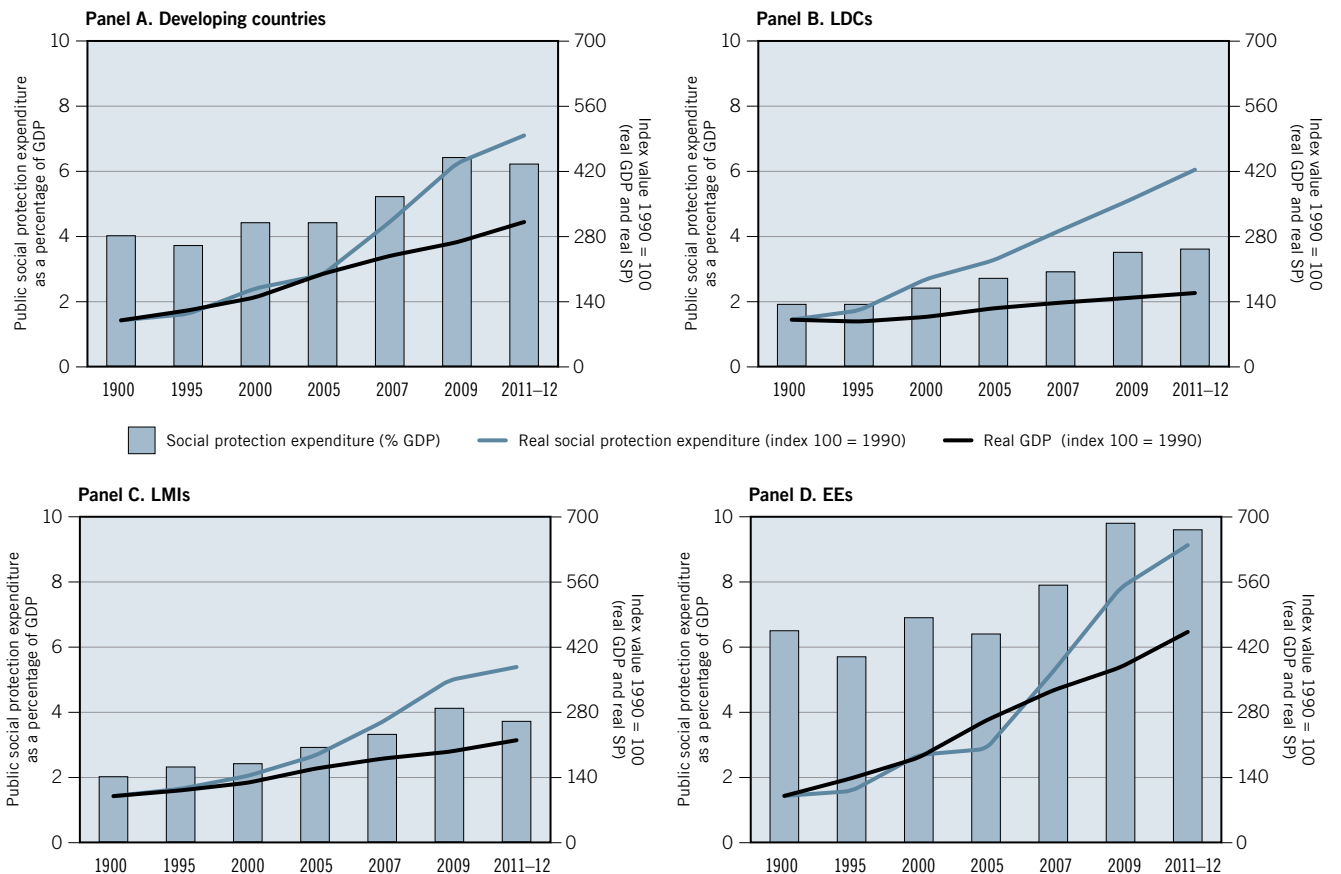 Panel A. Developing countries
Public social protection expenditure
as a percentage of GDP
10
8
6
4
2
0
700
560
420
280
140
0
Index value 1990 = 100
(real GDP and real SP)
1900 1995 2000 2005 2007 2009 2011–12
Panel B. LDCs
Public social protection expenditure
as a percentage of GDP
10
8
6
4
2
0
700
560
420
280
140
0
Index value 1990 = 100
(real GDP and real SP)
1900 1995 2000 2005 2007 2009 2011–12
Social protection expenditure (% GDP) Real social protection expenditure (index 100 = 1990) Real GDP (index 100 = 1990)
Panel C. LMIs
Public social protection expenditure
as a percentage of GDP
10
8
6
4
2
0
700
560
420
280
140
0
Index value 1990 = 100
(real GDP and real SP)
1900 1995 2000 2005 2007 2009 2011–12
Panel D. EEs
Public social protection expenditure
as a percentage of GDP
10
8
6
4
2
0
700
560
420
280
140
0
Index value 1990 = 100
(real GDP and real SP)
1900 1995 2000 2005 2007 2009 2011–12